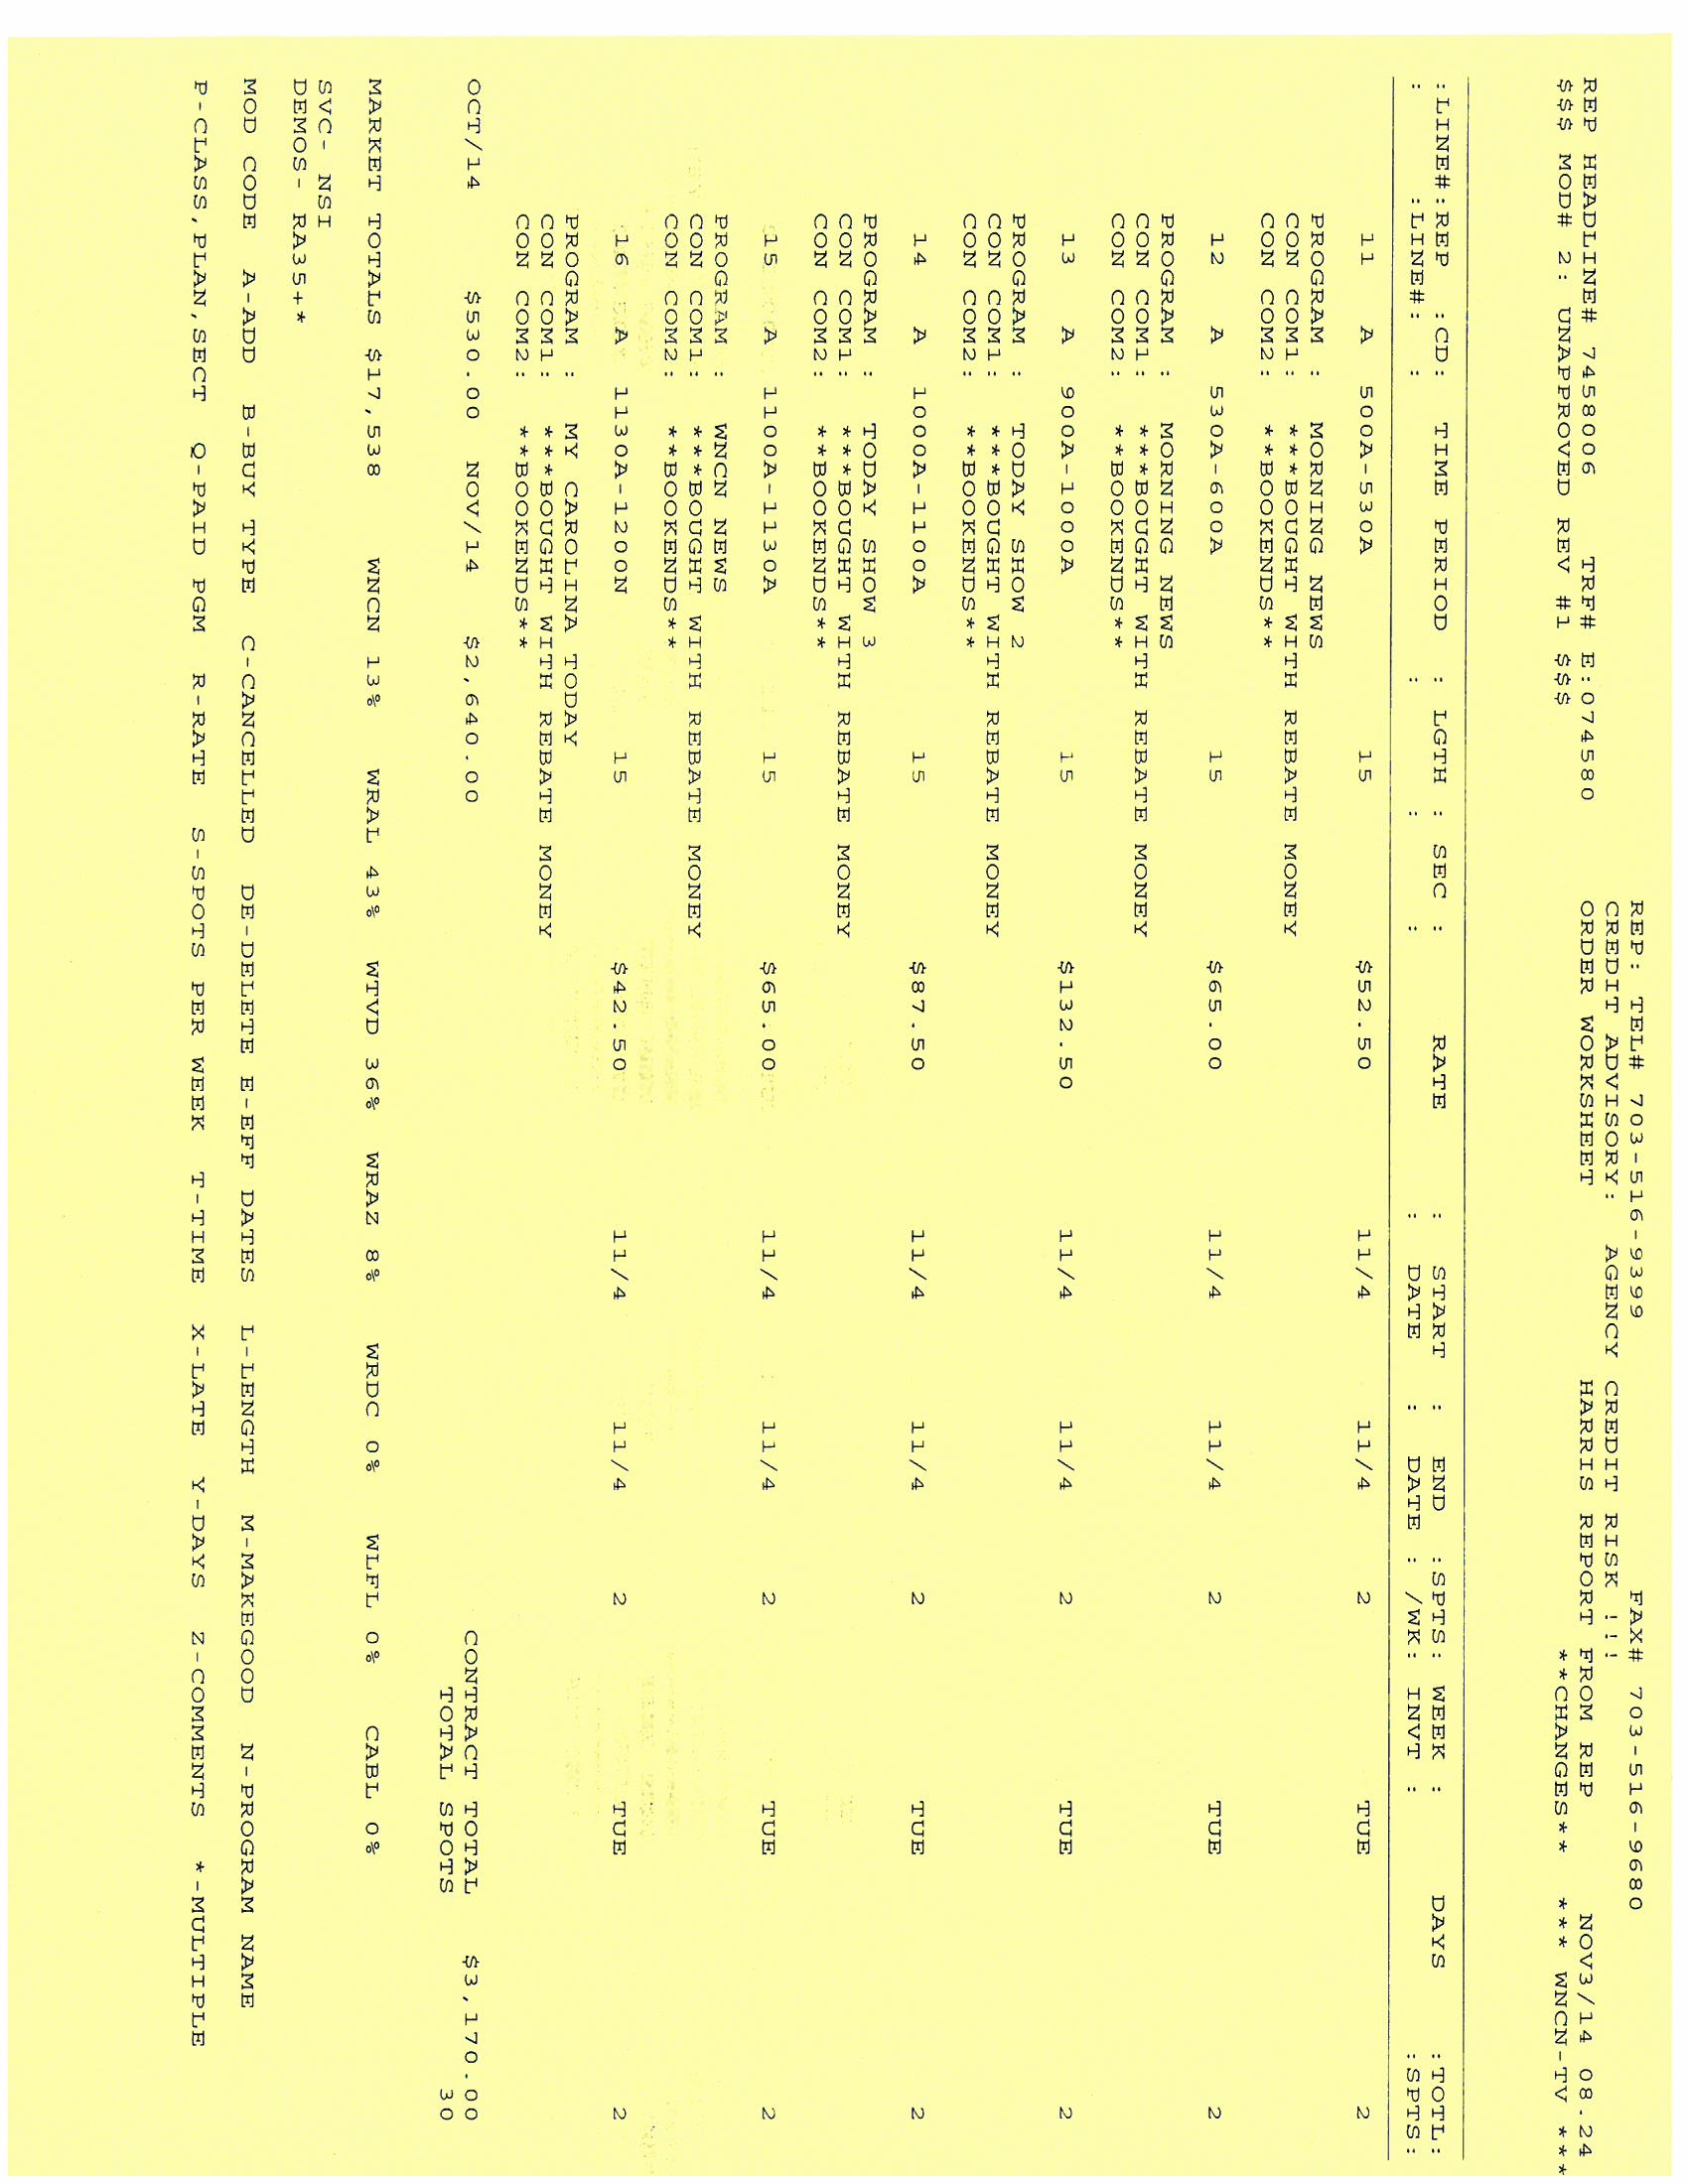 REP: TEL# 703-516-9399 FAX# 703-516-9680
CREDIT ADVISORY: AGENCY CREDIT RISK !!!
REP HEADLINE# 7458006 TRF# E:074580 ORDER WORKSHEET HARRIS REPORT FROM REP NOV3/14 08.24
$$$ MOD# 2: UNAPPROVED REV #1 $$$ **CHANGES** *** WNCN-TV ***
:LINE#:REP :CD: TIME PERIOD : LGTH : SEC : RATE : START : END :SPTS: WEEK : DAYS :TOTL:
: :LINE#: : : : : : DATE : DATE : /WK: INVT : :SPTS:
11 A 500A-530A 15 $52.50 11/4 11/4 2 TUE 2
PROGRAM : MORNING NEWS
CON COM1: ***BOUGHT WITH REBATE MONEY
CON COM2: **BOOKENDS**
12 A 530A-600A 15 $65.00 11/4 11/4 2 TUE 2
PROGRAM : MORNING NEWS
CON COM1: ***BOUGHT WITH REBATE MONEY
CON COM2: **BOOKENDS**
13 A 900A-1000A 15 $132.50 11/4 11/4 2 TUE 2
PROGRAM : TODAY SHOW 2
CON COM1: ***BOUGHT WITH REBATE MONEY
CON COM2: **BOOKENDS**
14 A 1000A-1100A 15 $87.50 11/4 11/4 2 TUE 2
PROGRAM : TODAY SHOW 3
CON COM1: ***BOUGHT WITH REBATE MONEY
CON COM2: **BOOKENDS**
15 A 1100A-1130A 15 $65.00 11/4 11/4 2 TUE 2
PROGRAM : WNCN NEWS
CON COM1: ***BOUGHT WITH REBATE MONEY
CON COM2: **BOOKENDS**
16 A 1130A-1200N 15 $42.50 11/4 11/4 2 TUE 2
PROGRAM : MY CAROLINA TODAY
CON COM1: ***BOUGHT WITH REBATE MONEY
CON COM2: **BOOKENDS**
OCT/14 $530.00 NOV/14 $2,640.00 CONTRACT TOTAL $3,170.00
TOTAL SPOTS 30
MARKET TOTALS $17,538 WNCN 13% WRAL 43% WTVD 36% WRAZ 8% WRDC 0% WLFL 0% CABL 0%
SVC- NSI
DEMOS- RA35+*
MOD CODE A-ADD B-BUY TYPE C-CANCELLED DE-DELETE E-EFF DATES L-LENGTH M-MAKEGOOD N-PROGRAM NAME
P-CLASS,PLAN,SECT Q-PAID PGM R-RATE S-SPOTS PER WEEK T-TIME X-LATE Y-DAYS Z-COMMENTS *-MULTIPLE